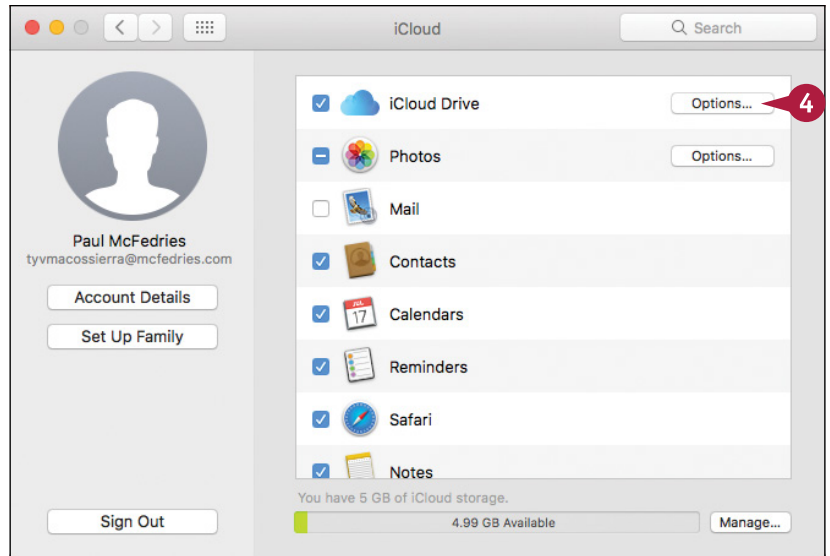 iCloud
Search
iCloud Drive
Options...
4
Photos
Options...
Mail
Paul McFedries
tyvmacossierra@mcfedries.com
Contacts
Account Details
JUL
17
Calendars
Set Up Family
Reminders
Safari
Notes
You have 5 GB of iCloud storage.
Sign Out
4.99 GB Available
Manage...